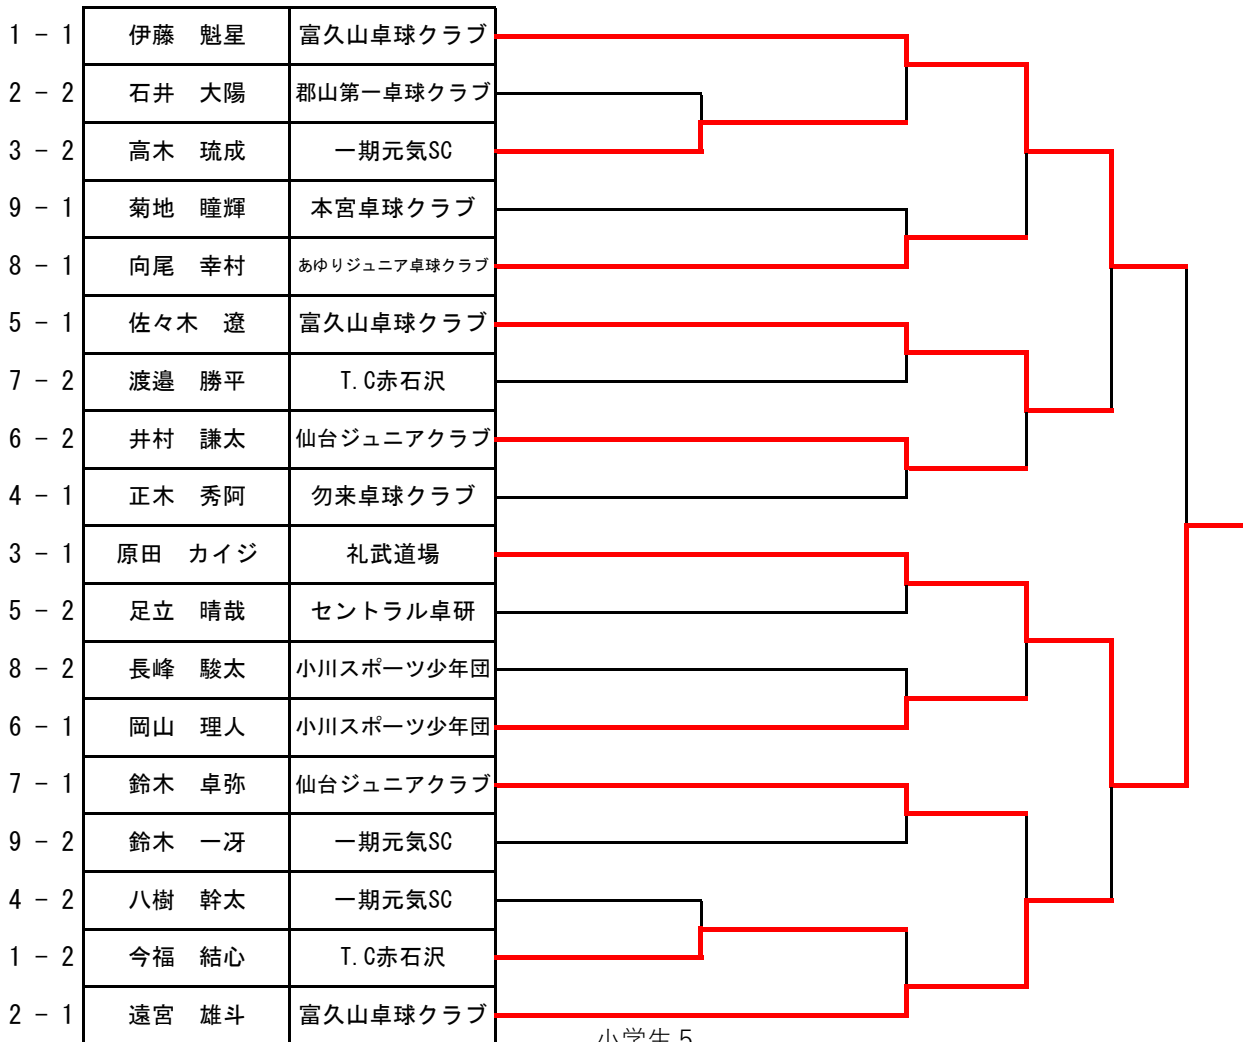 1 - 1 伊藤　魁星 富久山卓球クラブ
2 - 2 石井　大陽 郡山第一卓球クラブ
3 - 2 高木　琉成 一期元気SC
9 - 1 菊地　瞳輝 本宮卓球クラブ
8 - 1 向尾　幸村 あゆりジュニア卓球クラブ
5 - 1 佐々木　遼 富久山卓球クラブ
7 - 2 渡邉　勝平 T.C赤石沢
6 - 2 井村　謙太 仙台ジュニアクラブ
4 - 1 正木　秀阿 勿来卓球クラブ
3 - 1 原田　カイジ 礼武道場
5 - 2 足立　晴哉 セントラル卓研
8 - 2 長峰　駿太 小川スポーツ少年団
6 - 1 岡山　理人 小川スポーツ少年団
7 - 1 鈴木　卓弥 仙台ジュニアクラブ
9 - 2 鈴木　一冴 一期元気SC
4 - 2 八樹　幹太 一期元気SC
1 - 2 今福　結心 T.C赤石沢
2 - 1 遠宮　雄斗 富久山卓球クラブ
小学生５